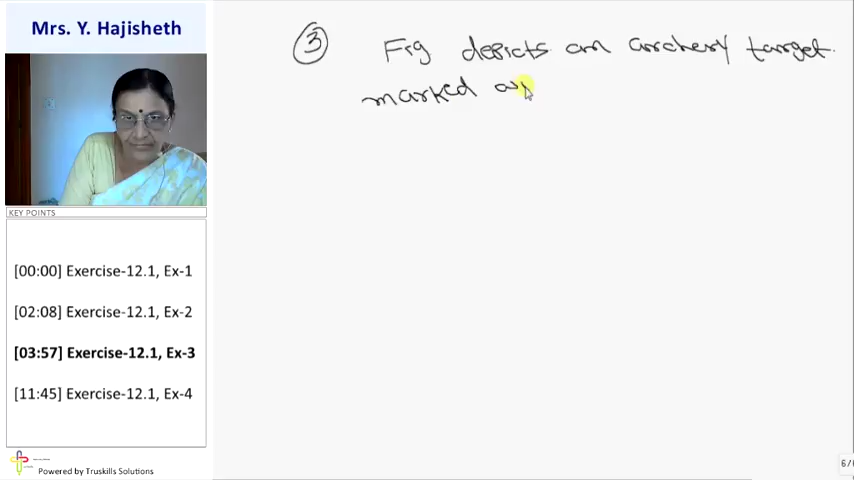 Mrs. Y. Hajisheth
③ Fig depicts an archery target.
marked
KEY POINTS
[00:00] Exercise-12.1, Ex-1
[02:08] Exercise-12.1, Ex-2
[03:57] Exercise-12.1, Ex-3
[11:45] Exercise-12.1, Ex-4
Powered by Truskills Solutions